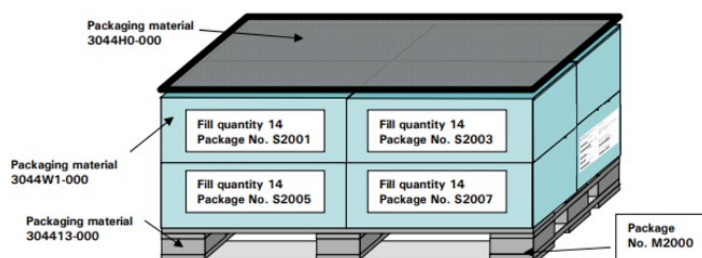 Packaging material
3044H0-000
Fill quantity 14
Package No. S2001
Fill quantity 14
Package No. S2003
Packaging material
3044W1-000
Fill quantity 14
Package No. S2005
Fill quantity 14
Package No. S2007
Packaging material
304413-000
Package
No. M2000